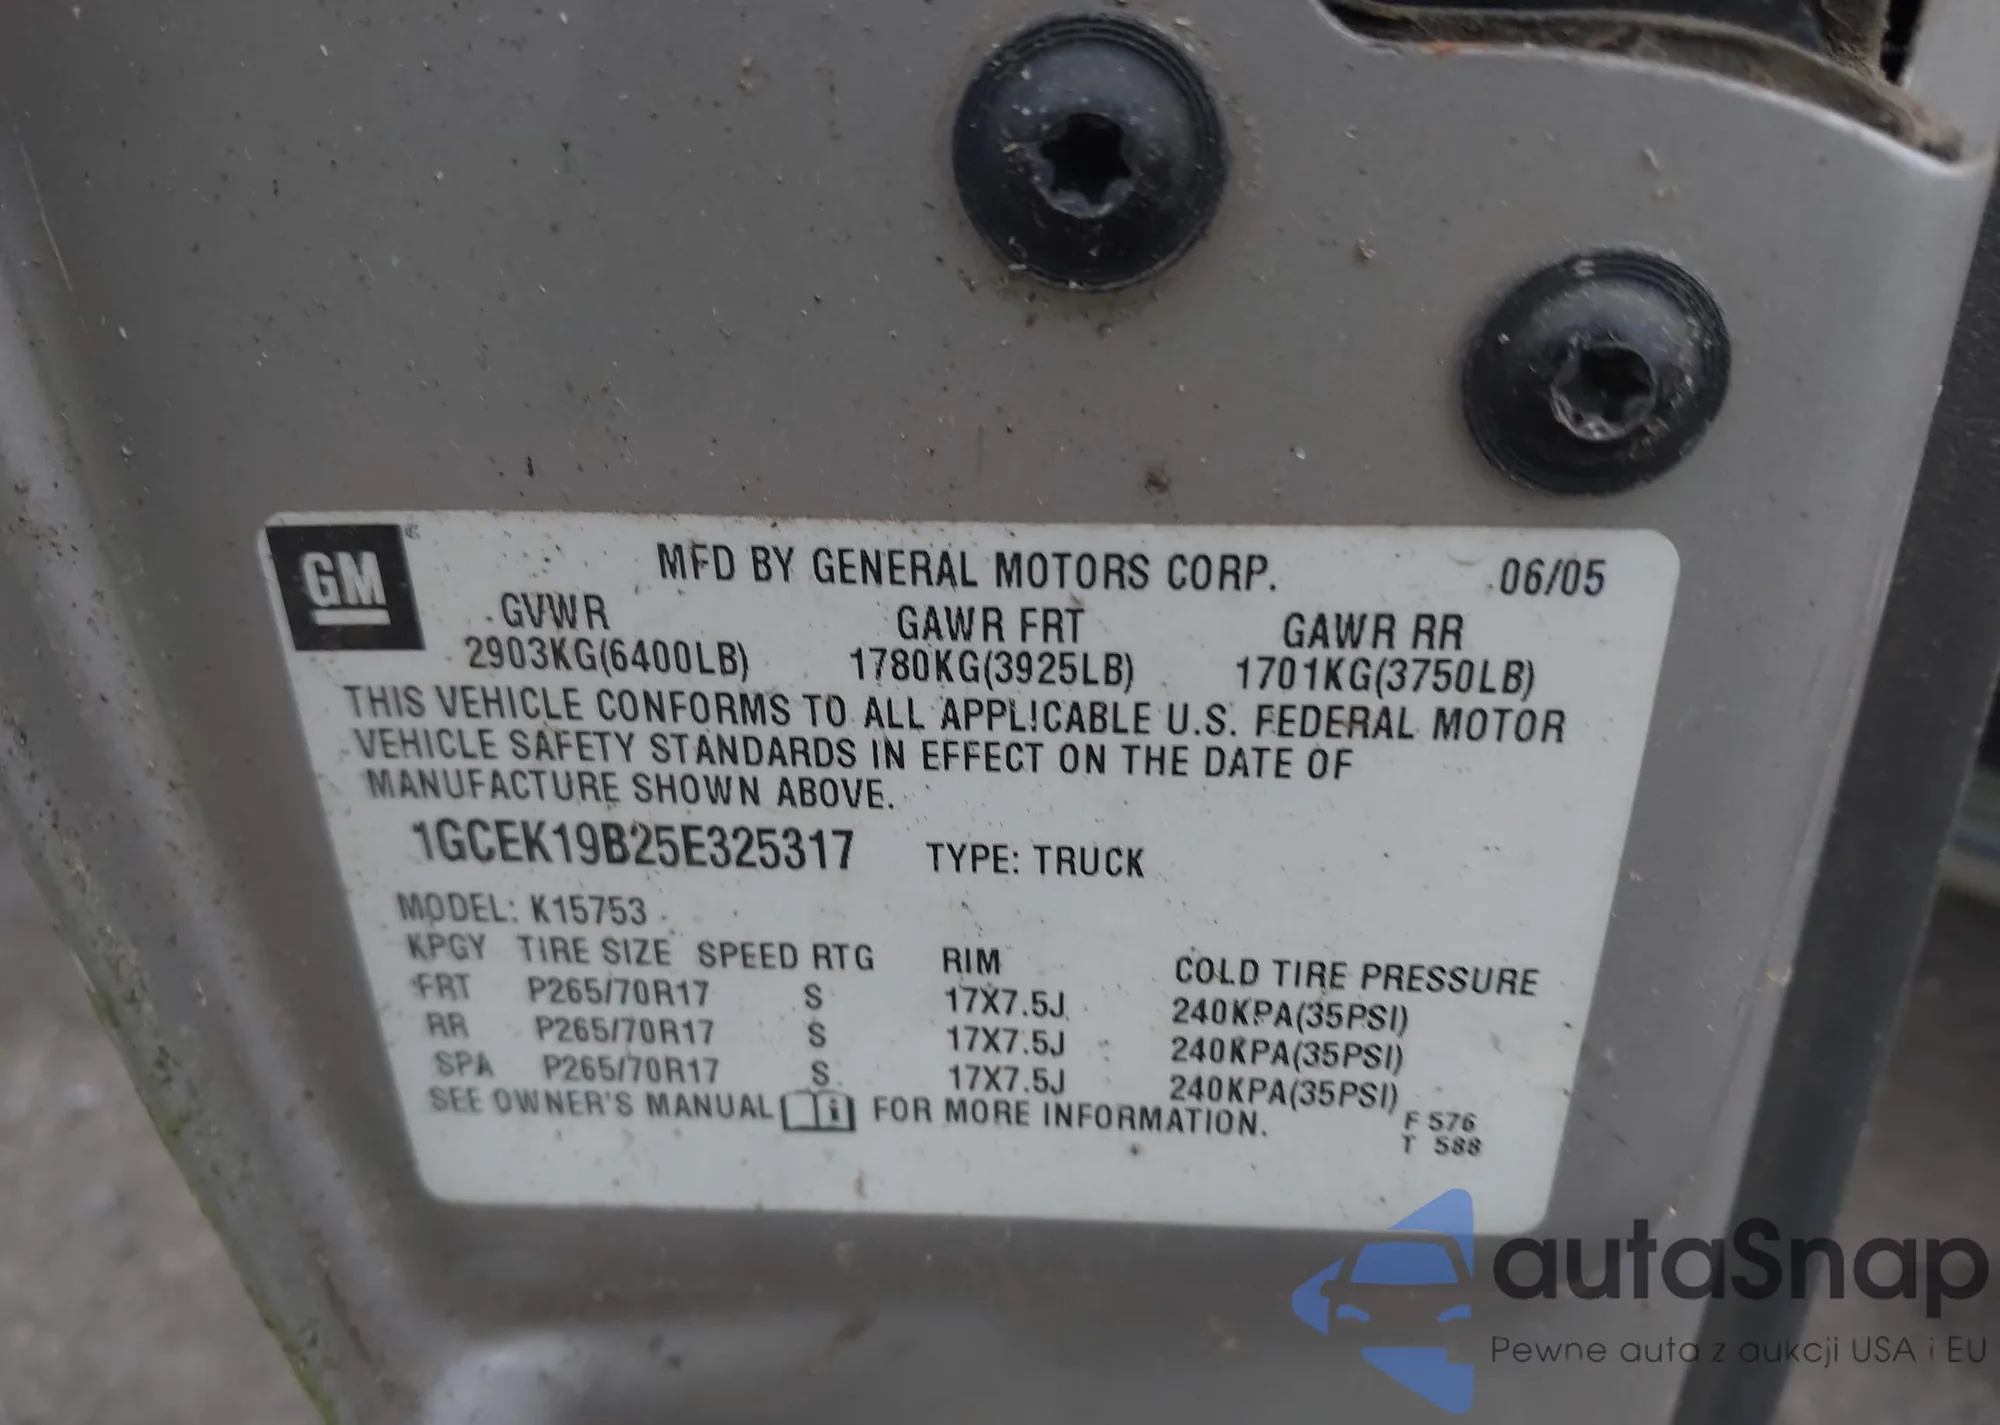 GM
MFD BY GENERAL MOTORS CORP. 06/05
GVWR GAWR FRT GAWR RR
2903KG(6400LB) 1780KG(3925LB) 1701KG(3750LB)
THIS VEHICLE CONFORMS TO ALL APPLICABLE U.S. FEDERAL MOTOR
VEHICLE SAFETY STANDARDS IN EFFECT ON THE DATE OF
MANUFACTURE SHOWN ABOVE.
1GCEK19B25E325317 TYPE: TRUCK
MODEL: K15753
KPGY TIRE SIZE SPEED RTG RIM COLD TIRE PRESSURE
FRT P265/70R17 S 17X7.5J 240KPA(35PSI)
RR P265/70R17 S 17X7.5J 240KPA(35PSI)
SPA P265/70R17 S 17X7.5J 240KPA(35PSI)
SEE OWNER'S MANUAL i FOR MORE INFORMATION.
F 576
T 588
autaSnap
Pewne auta z aukcji USA i EU